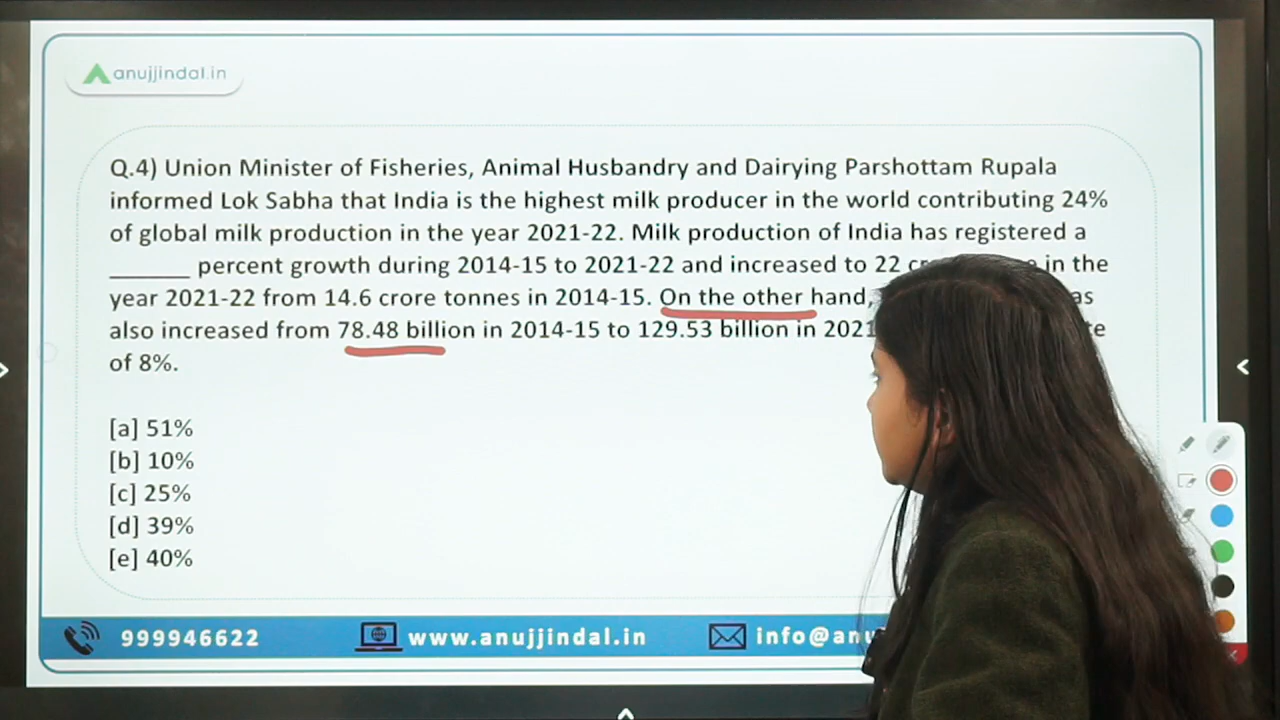 anujjindal.in
Q.4) Union Minister of Fisheries, Animal Husbandry and Dairying Parshottam Rupala
informed Lok Sabha that India is the highest milk producer in the world contributing 24%
of global milk production in the year 2021-22. Milk production of India has registered a
_______ percent growth during 2014-15 to 2021-22 and increased to 22 in the
year 2021-22 from 14.6 crore tonnes in 2014-15. On the other hand,
also increased from 78.48 billion in 2014-15 to 129.53 billion in
of 8%.
[a] 51%
[b] 10%
[c] 25%
[d] 39%
[e] 40%
999946622 www.anujjindal.in